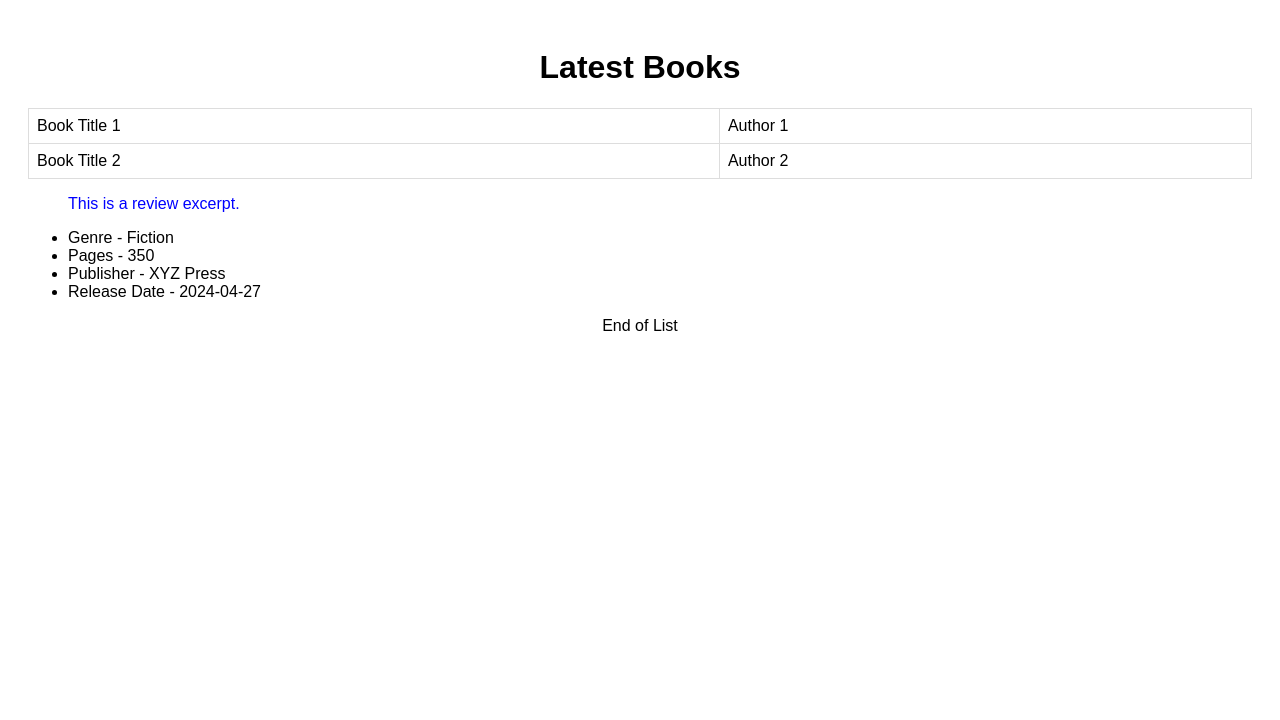 Latest Books
Book Title 1 Author 1
Book Title 2 Author 2
This is a review excerpt.
Genre - Fiction
Pages - 350
Publisher - XYZ Press
Release Date - 2024-04-27
End of List